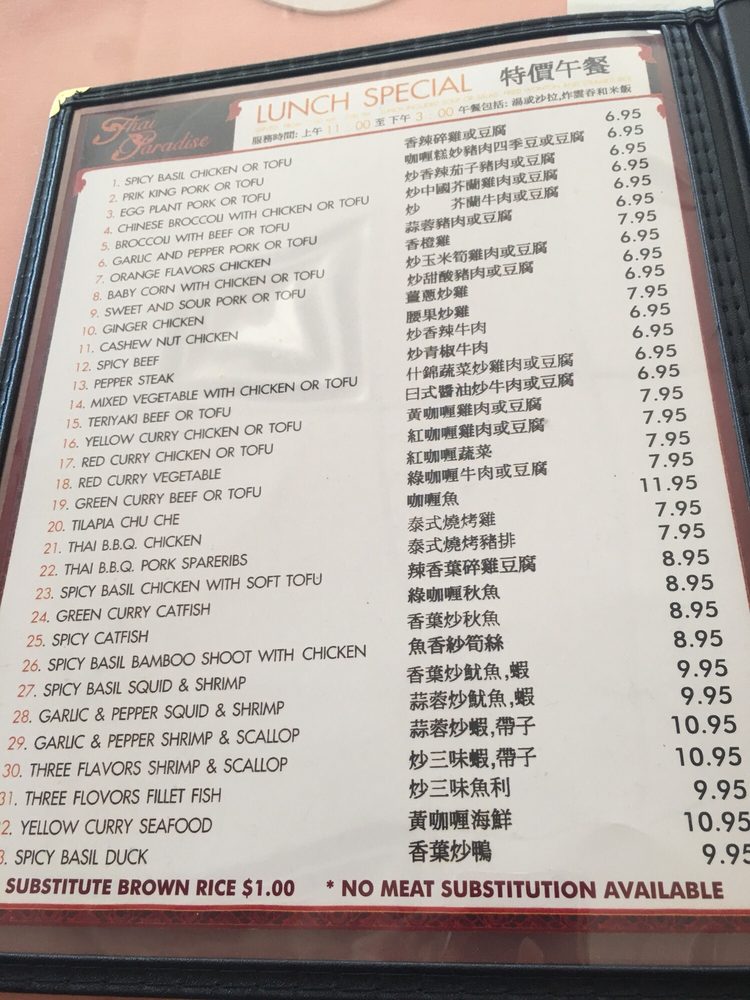 Thai Paradise
LUNCH SPECIAL 特價午餐
服務時間: 上午 11:00 至 下午 3:00 午餐包括: 湯或沙拉,炸雲吞和米飯
1. SPICY BASIL CHICKEN OR TOFU 香辣碎雞或豆腐 6.95
2. PRIK KING PORK OR TOFU 咖喱糕妙豬肉四季豆或豆腐 6.95
3. EGG PLANT PORK OR TOFU 炒香辣茄子豬肉或豆腐 6.95
4. CHINESE BROCCOLI WITH CHICKEN OR TOFU 炒中國芥蘭雞肉或豆腐 6.95
5. BROCCOLI WITH BEEF OR TOFU 炒 芥蘭牛肉或豆腐 6.95
6. GARLIC AND PEPPER PORK OR TOFU 蒜蓉豬肉或豆腐 6.95
7. ORANGE FLAVORS CHICKEN 香橙雞 7.95
8. BABY CORN WITH CHICKEN OR TOFU 炒玉米筍雞肉或豆腐 6.95
9. SWEET AND SOUR PORK OR TOFU 炒甜酸豬肉或豆腐 6.95
10. GINGER CHICKEN 薑蔥炒雞 6.95
11. CASHEW NUT CHICKEN 腰果炒雞 7.95
12. SPICY BEEF 炒香辣牛肉 6.95
13. PEPPER STEAK 炒青椒牛肉 6.95
14. MIXED VEGETABLE WITH CHICKEN OR TOFU 什錦蔬菜炒雞肉或豆腐 6.95
15. TERIYAKI BEEF OR TOFU 日式醬油炒牛肉或豆腐 6.95
16. YELLOW CURRY CHICKEN OR TOFU 黃咖喱雞肉或豆腐 7.95
17. RED CURRY CHICKEN OR TOFU 紅咖喱雞肉或豆腐 7.95
18. RED CURRY VEGETABLE 紅咖喱蔬菜 7.95
19. GREEN CURRY BEEF OR TOFU 綠咖喱牛肉或豆腐 7.95
20. TILAPIA CHU CHE 咖喱魚 11.95
21. THAI B.B.Q. CHICKEN 泰式燒烤雞 7.95
22. THAI B.B.Q. PORK SPARERIBS 泰式燒烤豬排 7.95
23. SPICY BASIL CHICKEN WITH SOFT TOFU 辣香葉碎雞豆腐 8.95
24. GREEN CURRY CATFISH 綠咖喱秋魚 8.95
25. SPICY CATFISH 香葉炒秋魚 8.95
26. SPICY BASIL BAMBOO SHOOT WITH CHICKEN 魚香紗筍絲 8.95
27. SPICY BASIL SQUID & SHRIMP 香葉炒魷魚,蝦 9.95
28. GARLIC & PEPPER SQUID & SHRIMP 蒜蓉炒魷魚,蝦 9.95
29. GARLIC & PEPPER SHRIMP & SCALLOP 蒜蓉炒蝦,帶子 10.95
30. THREE FLAVORS SHRIMP & SCALLOP 炒三味蝦,帶子 10.95
31. THREE FLOVORS FILLET FISH 炒三味魚利 9.95
2. YELLOW CURRY SEAFOOD 黃咖喱海鮮 10.95
3. SPICY BASIL DUCK 香葉炒鴨 9.95
SUBSTITUTE BROWN RICE $1.00 * NO MEAT SUBSTITUTION AVAILABLE